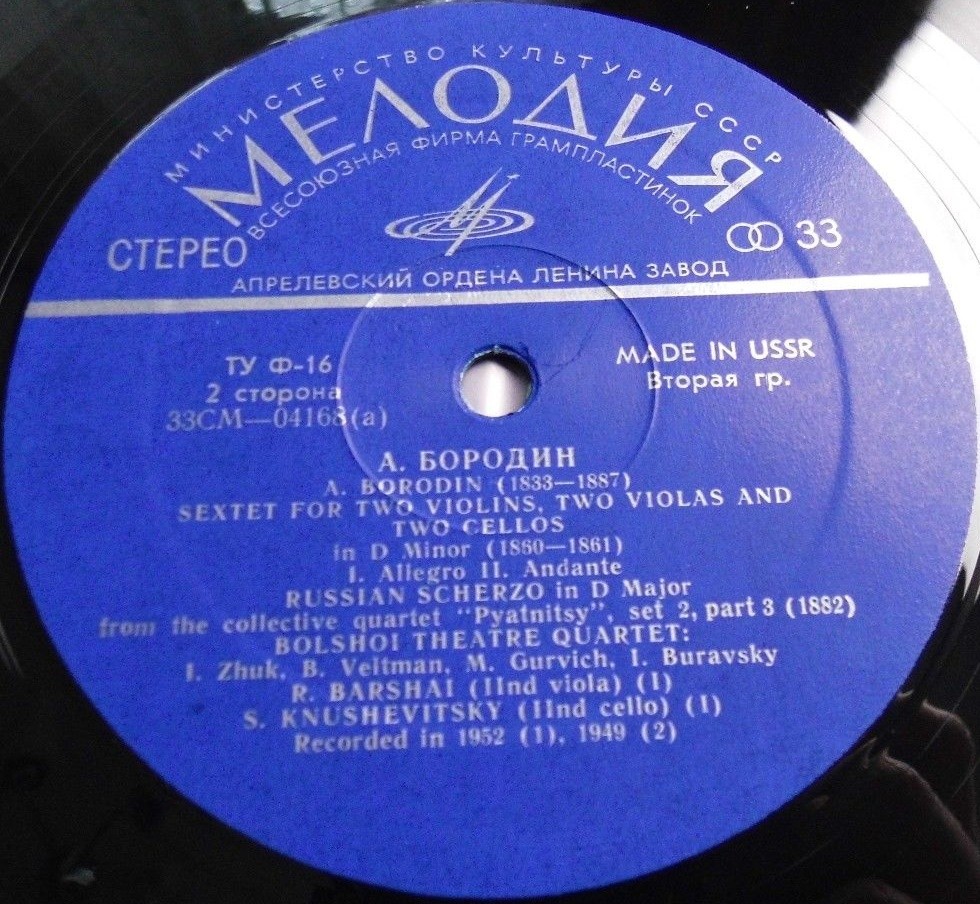 МИНИСТЕРСТВО КУЛЬТУРЫ СССР
МЕЛОДИЯ
ВСЕСОЮЗНАЯ ФИРМА ГРАМПЛАСТИНОК
СТЕРЕО
33
АПРЕЛЕВСКИЙ ОРДЕНА ЛЕНИНА ЗАВОД
ТУ Ф-16
MADE IN USSR
2 сторона
Вторая гр.
33СМ—04168(а)
А. БОРОДИН
A. BORODIN (1833—1887)
SEXTET FOR TWO VIOLINS, TWO VIOLAS AND
TWO CELLOS
in D Minor (1860—1861)
I. Allegro II. Andante
RUSSIAN SCHERZO in D Major
from the collective quartet "Pyatnitsy", set 2, part 3 (1882)
BOLSHOI THEATRE QUARTET:
I. Zhuk, B. Veltman, M. Gurvich, I. Buravsky
R. BARSHAI (IInd viola) (1)
S. KNUSHEVITSKY (IInd cello) (1)
Recorded in 1952 (1), 1949 (2)